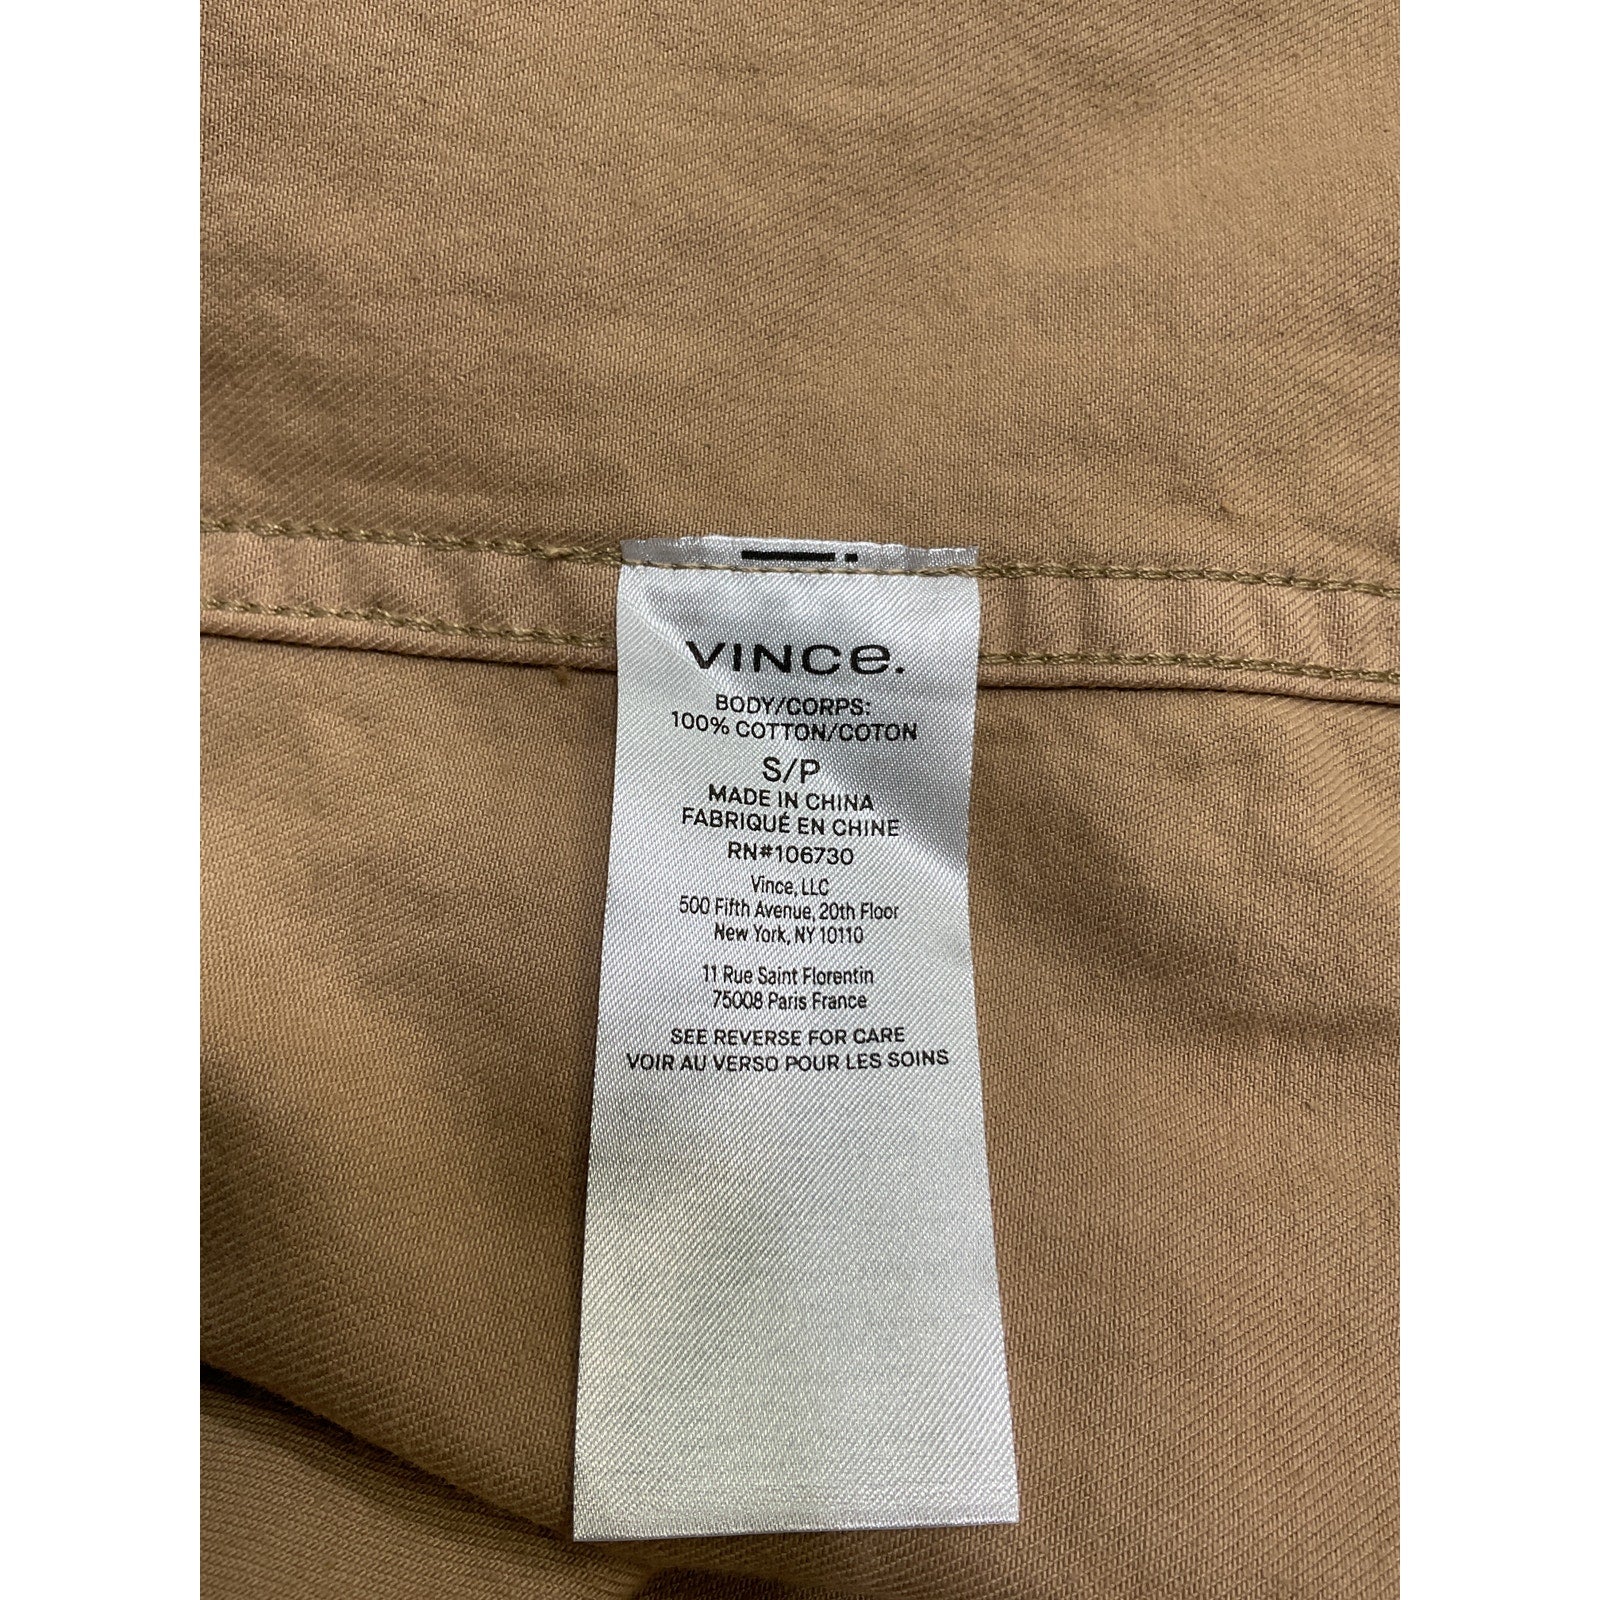 VINCE.
BODY/CORPS:
100% COTTON/COTON
S/P
MADE IN CHINA
FABRIQUÉ EN CHINE
RN#106730
Vince, LLC
500 Fifth Avenue, 20th Floor
New York, NY 10110
11 Rue Saint Florentin
75008 Paris France
SEE REVERSE FOR CARE
VOIR AU VERSO POUR LES SOINS